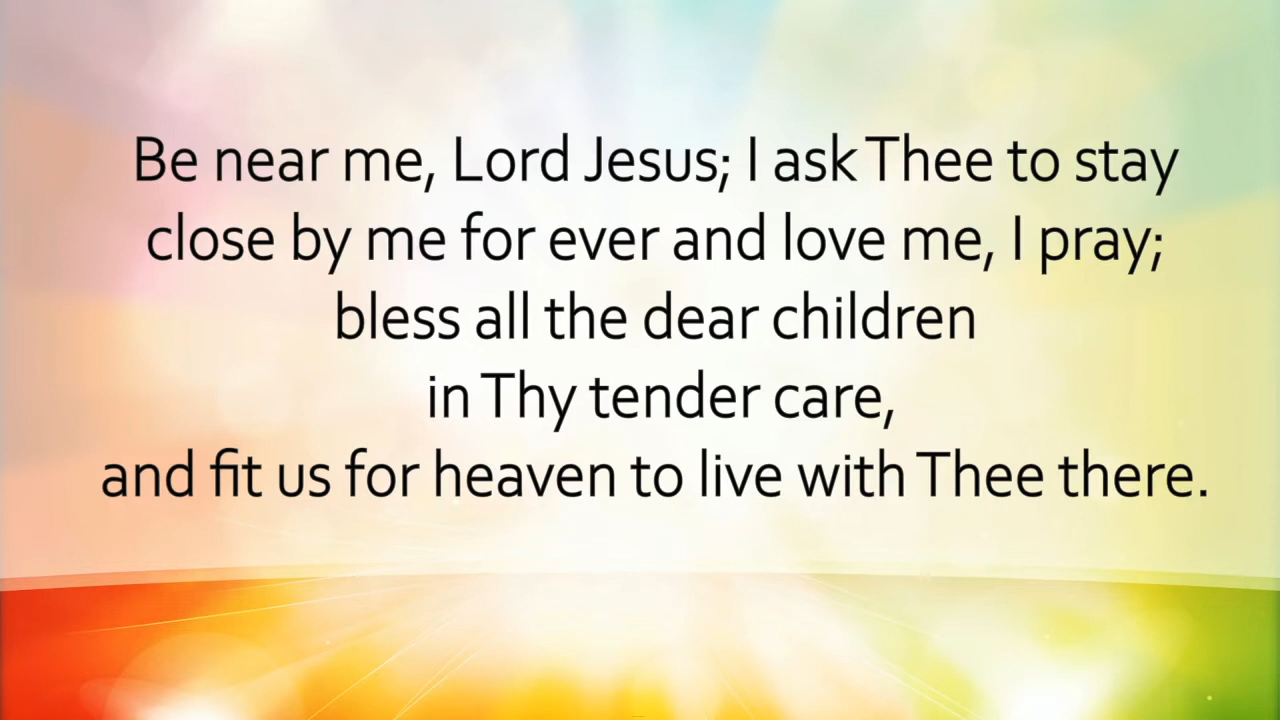 Be near me, Lord Jesus; I ask Thee to stay
close by me for ever and love me, I pray;
bless all the dear children
in Thy tender care,
and fit us for heaven to live with Thee there.